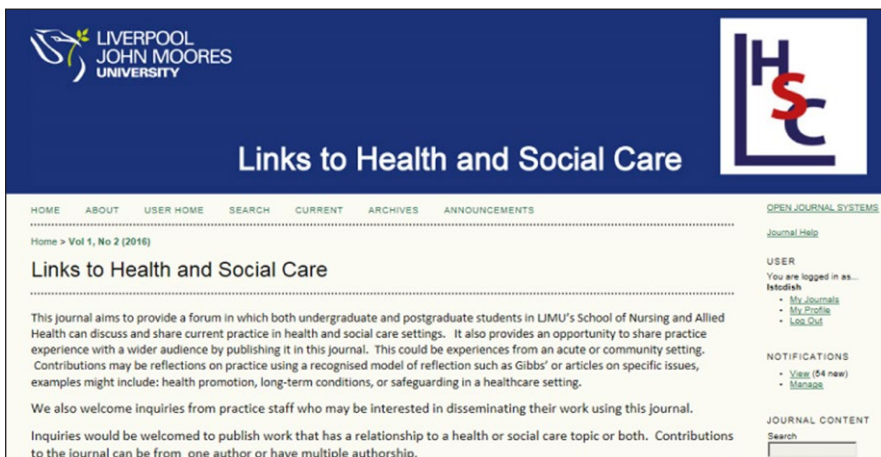 LIVERPOOL
JOHN MOORES
UNIVERSITY
HSC
Links to Health and Social Care
HOME ABOUT USER HOME SEARCH CURRENT ARCHIVES ANNOUNCEMENTS
Home > Vol 1, No 2 (2016)
Links to Health and Social Care
This journal aims to provide a forum in which both undergraduate and postgraduate students in LJMU's School of Nursing and Allied
Health can discuss and share current practice in health and social care settings. It also provides an opportunity to share practice
experience with a wider audience by publishing it in this journal. This could be experiences from an acute or community setting.
Contributions may be reflections on practice using a recognised model of reflection such as Gibbs' or articles on specific issues,
examples might include: health promotion, long-term conditions, or safeguarding in a healthcare setting.
We also welcome inquiries from practice staff who may be interested in disseminating their work using this journal.
Inquiries would be welcomed to publish work that has a relationship to a health or social care topic or both. Contributions
to the journal can be from one author or have multiple authorship.
OPEN JOURNAL SYSTEMS
Journal Help
USER
You are logged in as...
lstcdish
My Journals
My Profile
Log Out
NOTIFICATIONS
View (54 new)
Manage
JOURNAL CONTENT
Search